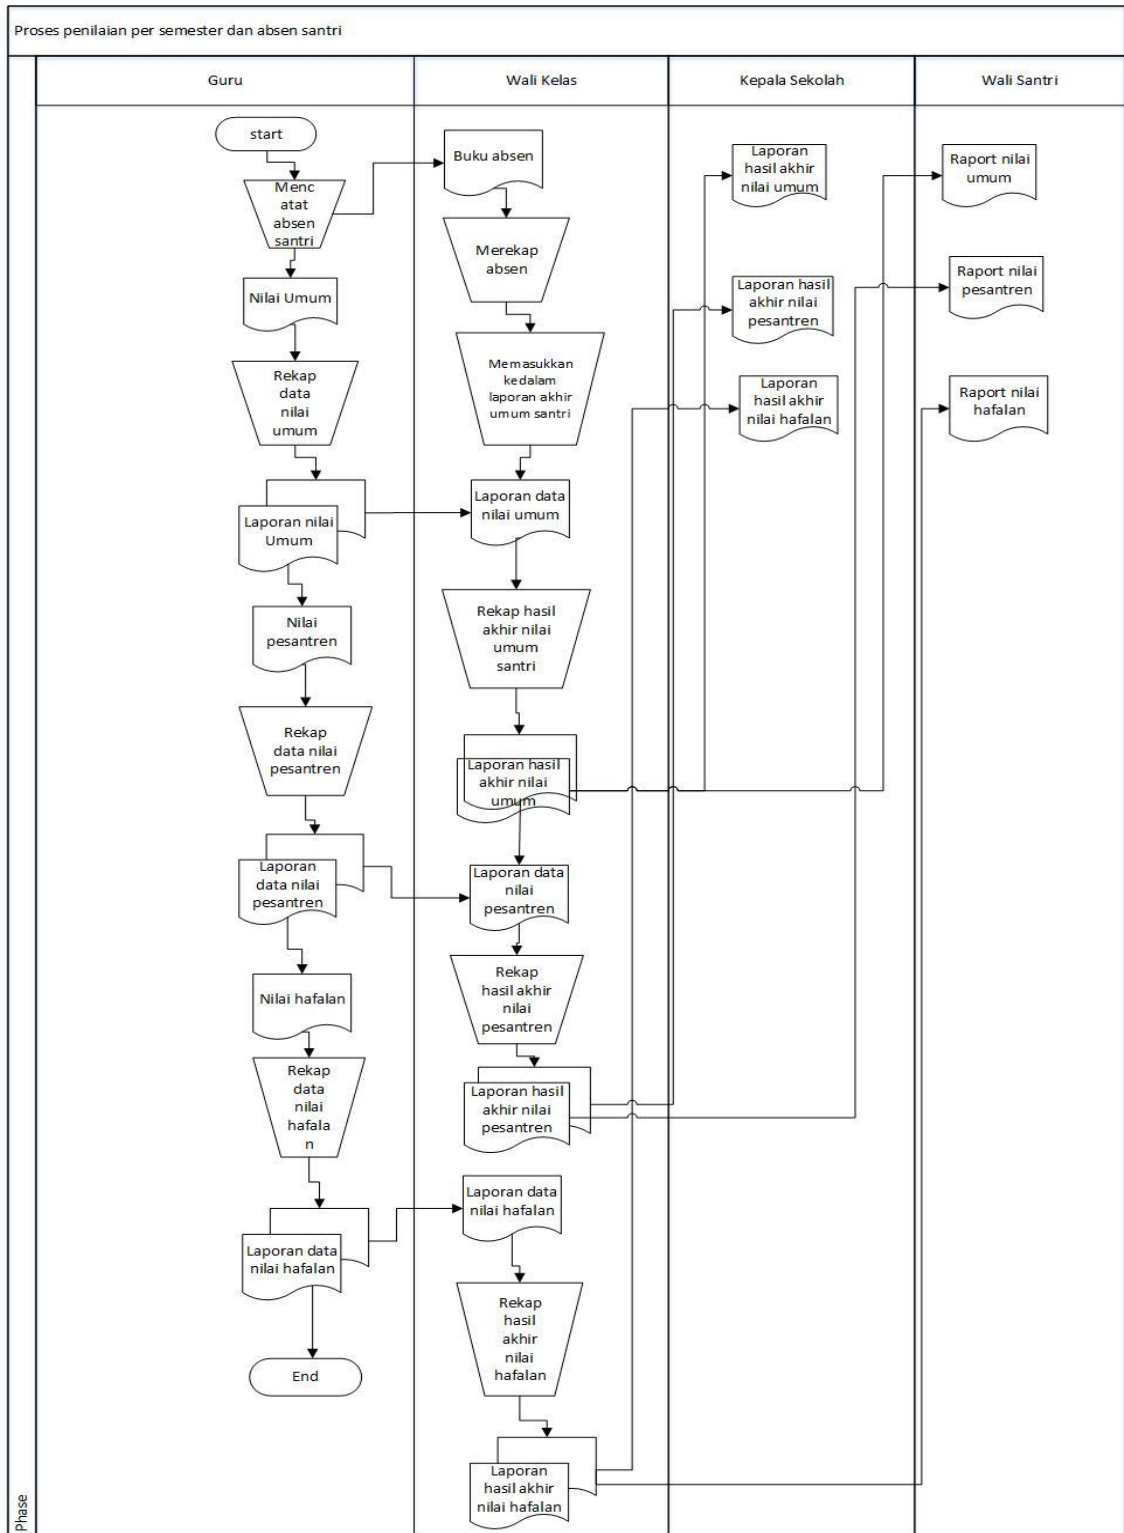 Proses penilaian per semester dan absen santri
Guru
Wali Kelas
Kepala Sekolah
Wali Santri
Phase
start
Menc
atat
absen
santri
Nilai Umum
Rekap
data
nilai
umum
Laporan nilai
Umum
Nilai
pesantren
Rekap
data nilai
pesantren
Laporan
data nilai
pesantren
Nilai hafalan
Rekap
data
nilai
hafala
n
Laporan data
nilai hafalan
End
Buku absen
Merekap
absen
Memasukkan
kedalam
laporan akhir
umum santri
Laporan data
nilai umum
Rekap hasil
akhir nilai
umum
santri
Laporan hasil
akhir nilai
umum
Laporan data
nilai
pesantren
Rekap
hasil akhir
nilai
pesantren
Laporan hasil
akhir nilai
pesantren
Laporan data
nilai hafalan
Rekap
hasil
akhir
nilai
hafalan
Laporan
hasil akhir
nilai hafalan
Laporan
hasil akhir
nilai umum
Laporan hasil
akhir nilai
pesantren
Laporan
hasil akhir
nilai hafalan
Raport nilai
umum
Raport nilai
pesantren
Raport nilai
hafalan